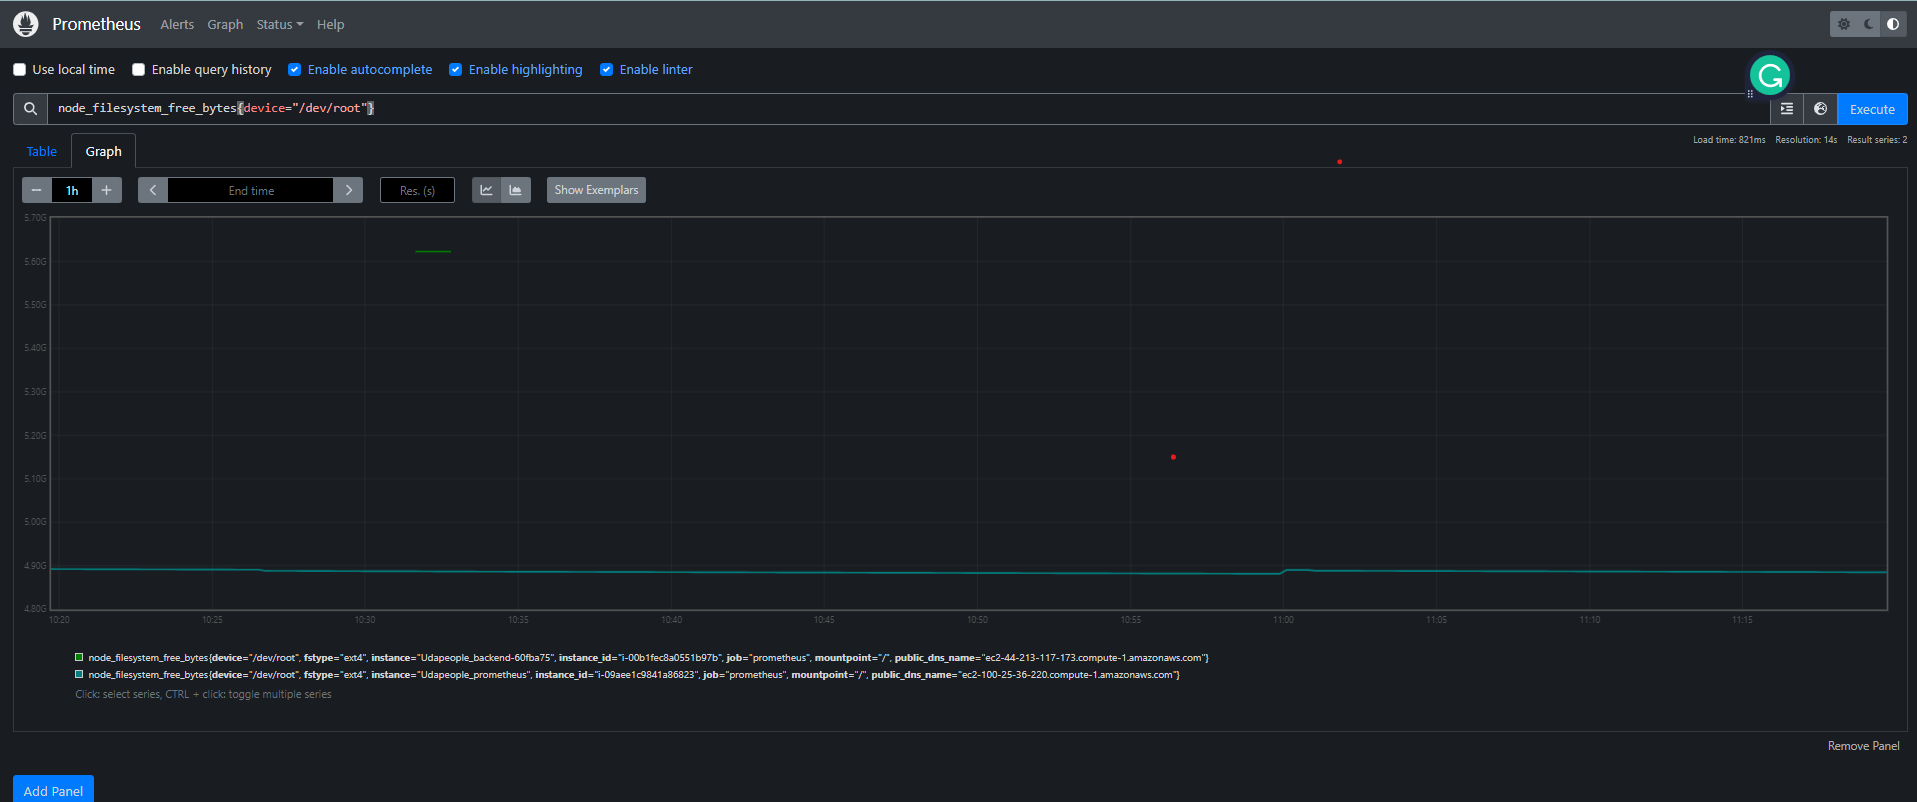 Prometheus Alerts Graph Status Help
Use local time Enable query history Enable autocomplete Enable highlighting Enable linter
node_filesystem_free_bytes{device="/dev/root"}
Execute
Load time: 821ms Resolution: 14s Result series: 2
Table Graph
1h End time Res. (s) Show Exemplars
5.70G
5.60G
5.50G
5.40G
5.30G
5.20G
5.10G
5.00G
4.90G
4.80G
10:20 10:25 10:30 10:35 10:40 10:45 10:50 10:55 11:00 11:05 11:10 11:15
node_filesystem_free_bytes{device="/dev/root", fstype="ext4", instance="Udapeople_backend-60fba75", instance_id="i-00b1fec8a0551b97b", job="prometheus", mountpoint="/", public_dns_name="ec2-44-213-117-173.compute-1.amazonaws.com"}
node_filesystem_free_bytes{device="/dev/root", fstype="ext4", instance="Udapeople_prometheus", instance_id="i-09aee1c9841a86823", job="prometheus", mountpoint="/", public_dns_name="ec2-100-25-36-220.compute-1.amazonaws.com"}
Click: select series, CTRL + click: toggle multiple series
Remove Panel
Add Panel